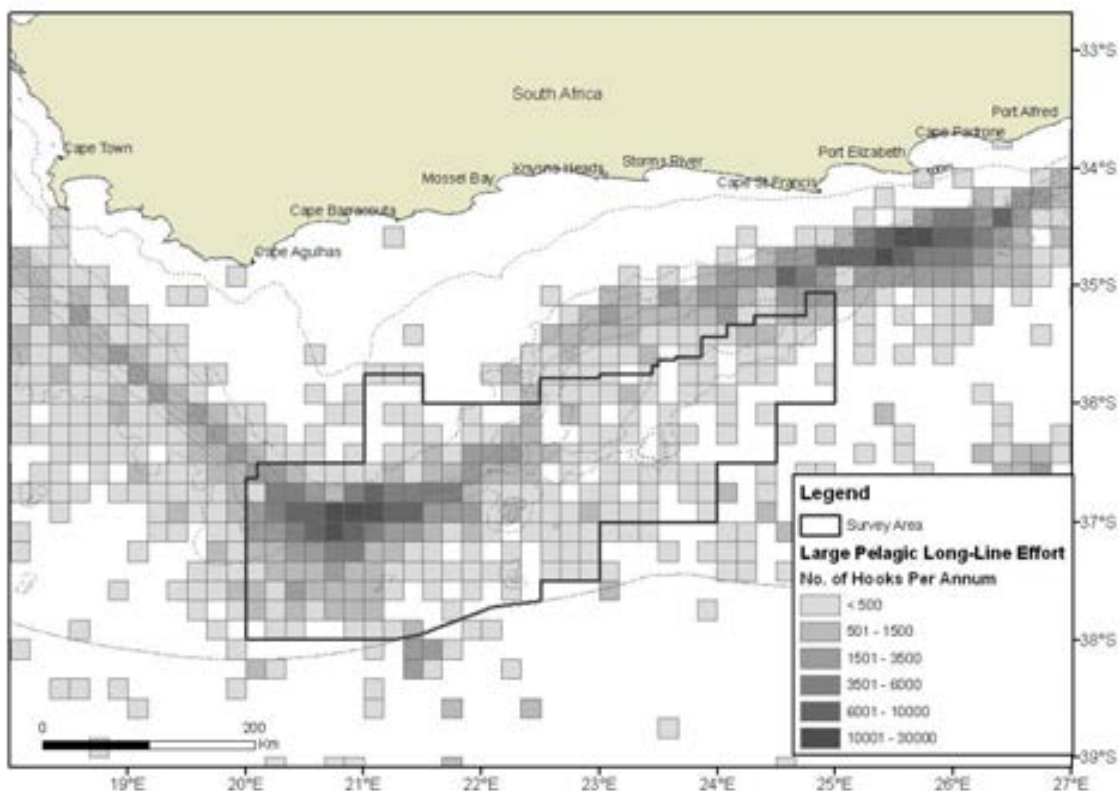 33°S
South Africa
Port Alfred
Cape Padrone
Cape Town
Storms River
Port Elizabeth
Knysna Heads
34°S
Mossel Bay
Cape St Francis
Cape Barracouta
Cape Agulhas
35°S
36°S
Legend
37°S
Survey Area
Large Pelagic Long-Line Effort
No. of Hooks Per Annum
< 500
501 - 1500
38°S
1501 - 3500
3501 - 6000
6001 - 10000
0 200
Km
10001 - 30000
39°S
19°E 20°E 21°E 22°E 23°E 24°E 25°E 26°E 27°E